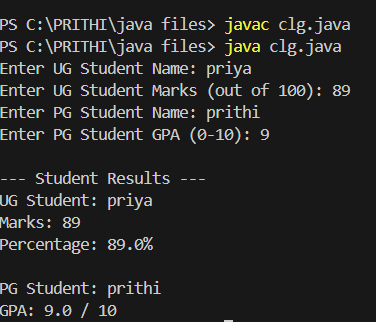 PS C:\PRITHI\java files> javac clg.java
PS C:\PRITHI\java files> java clg.java
Enter UG Student Name: priya
Enter UG Student Marks (out of 100): 89
Enter PG Student Name: prithi
Enter PG Student GPA (0-10): 9

--- Student Results ---
UG Student: priya
Marks: 89
Percentage: 89.0%

PG Student: prithi
GPA: 9.0 / 10